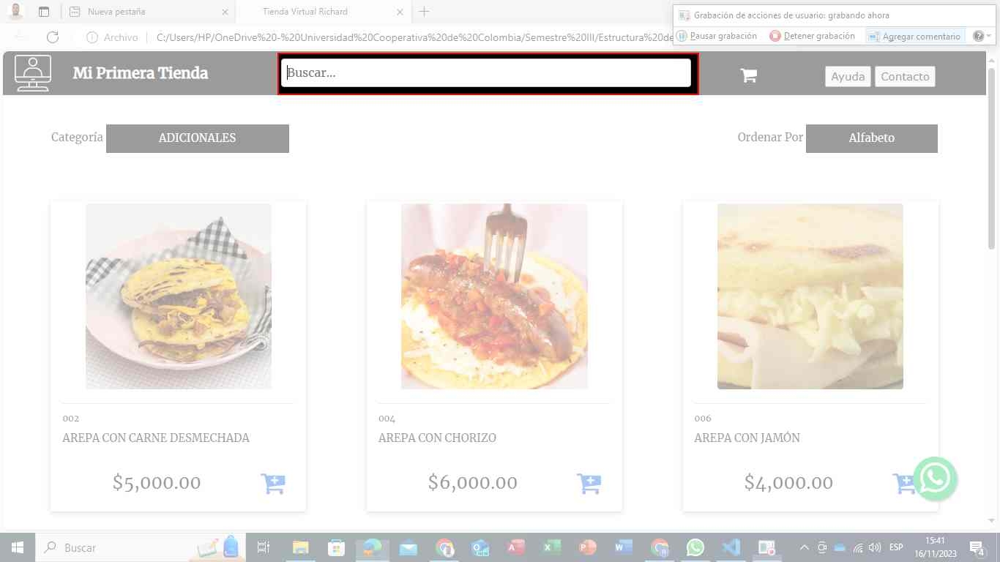 Nueva pestaña
Tienda Virtual Richard
Grabación de acciones de usuario: grabando ahora
Pausar grabación
Detener grabación
Agregar comentario
Archivo
C:/Users/HP/OneDrive%20-%20Universidad%20Cooperativa%20de%20Colombia/Semestre%20III/Estructura%20de
Mi Primera Tienda
Buscar...
Ayuda
Contacto
Categoría
ADICIONALES
Ordenar Por
Alfabeto
002
AREPA CON CARNE DESMECHADA
$5,000.00
004
AREPA CON CHORIZO
$6,000.00
006
AREPA CON JAMÓN
$4,000.00
Buscar
ESP
15:41
16/11/2023
4